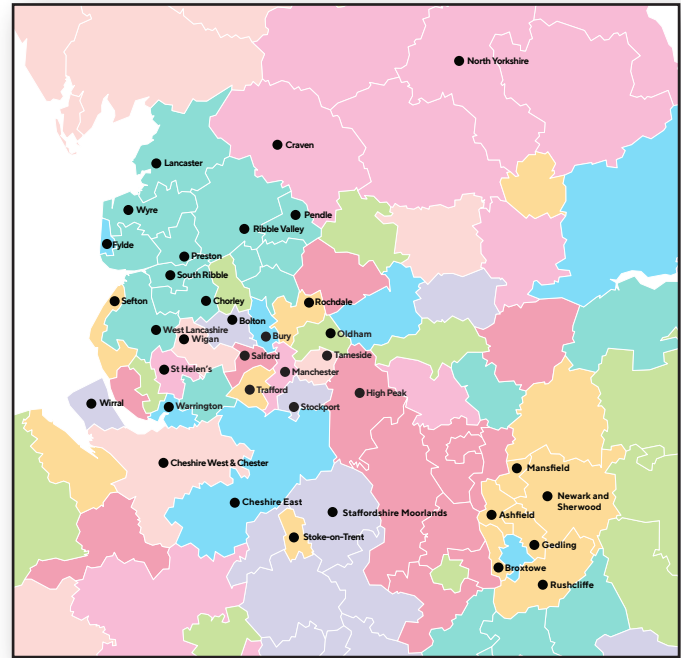 North Yorkshire
Craven
Lancaster
Wyre
Pendle
Ribble Valley
Fylde
Preston
South Ribble
Sefton
Chorley
Rochdale
Bolton
West Lancashire
Wigan
Bury
Oldham
Salford
Tameside
St Helen's
Manchester
Trafford
High Peak
Wirral
Warrington
Stockport
Cheshire West & Chester
Mansfield
Newark and
Sherwood
Cheshire East
Staffordshire Moorlands
Ashfield
Stoke-on-Trent
Gedling
Broxtowe
Rushcliffe